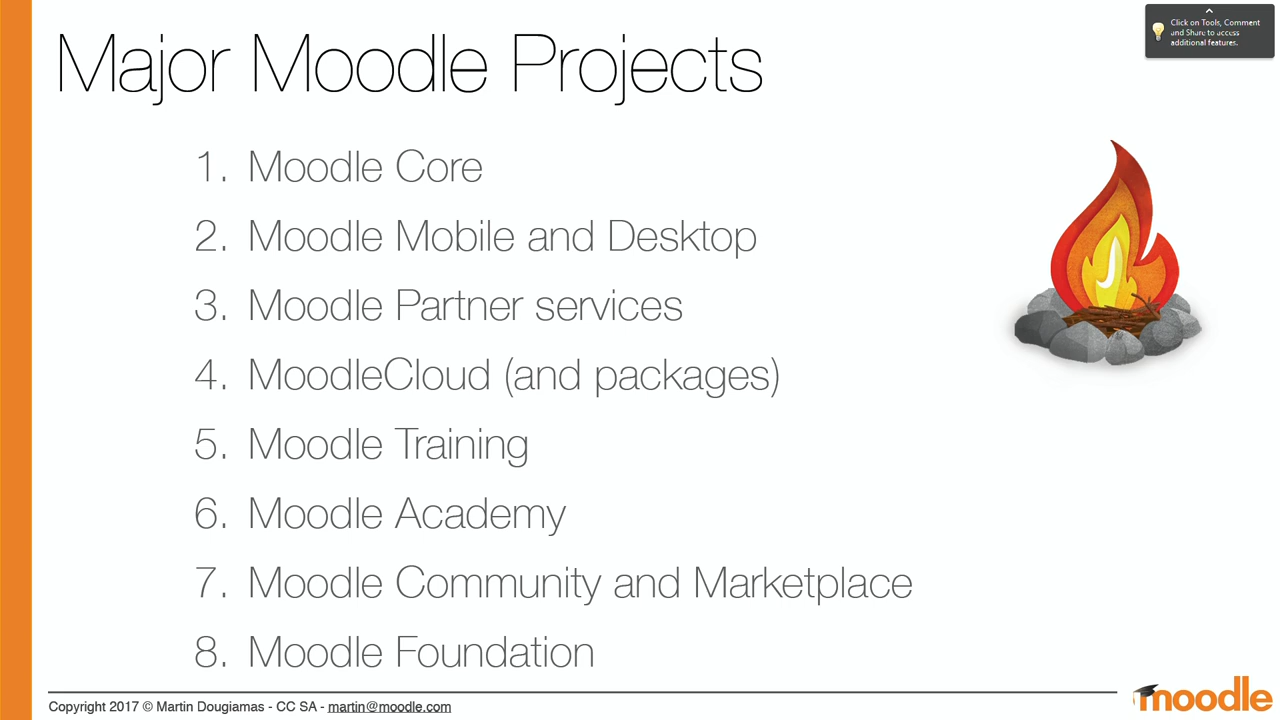 Major Moodle Projects
Click on Tools, Comment
and Share to access
additional features.
1. Moodle Core
2. Moodle Mobile and Desktop
3. Moodle Partner services
4. MoodleCloud (and packages)
5. Moodle Training
6. Moodle Academy
7. Moodle Community and Marketplace
8. Moodle Foundation
Copyright 2017 © Martin Dougiamas - CC SA - martin@moodle.com
moodle